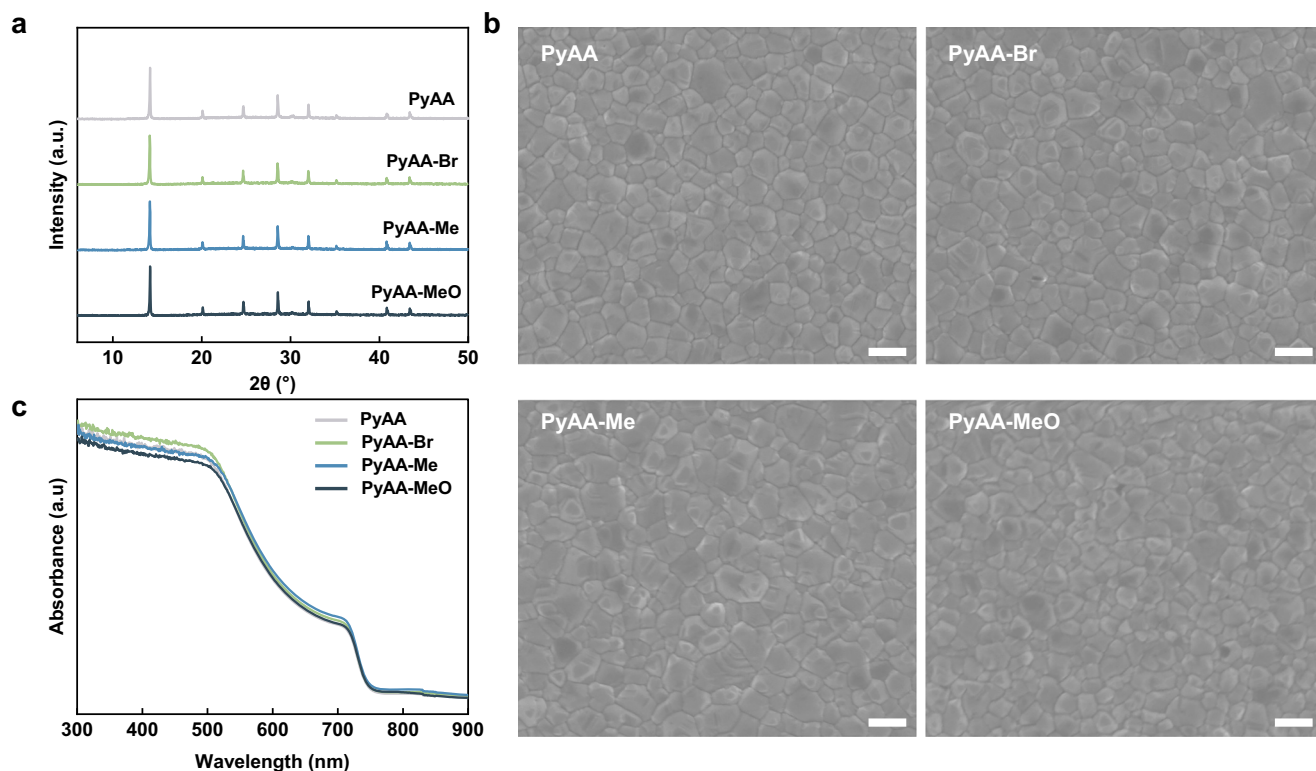 a
Intensity (a.u.)
PyAA
PyAA-Br
PyAA-Me
PyAA-MeO
10 20 30 40 50
2θ (°)
b
PyAA
PyAA-Br
PyAA-Me
PyAA-MeO
c
Absorbance (a.u)
PyAA
PyAA-Br
PyAA-Me
PyAA-MeO
300 400 500 600 700 800 900
Wavelength (nm)